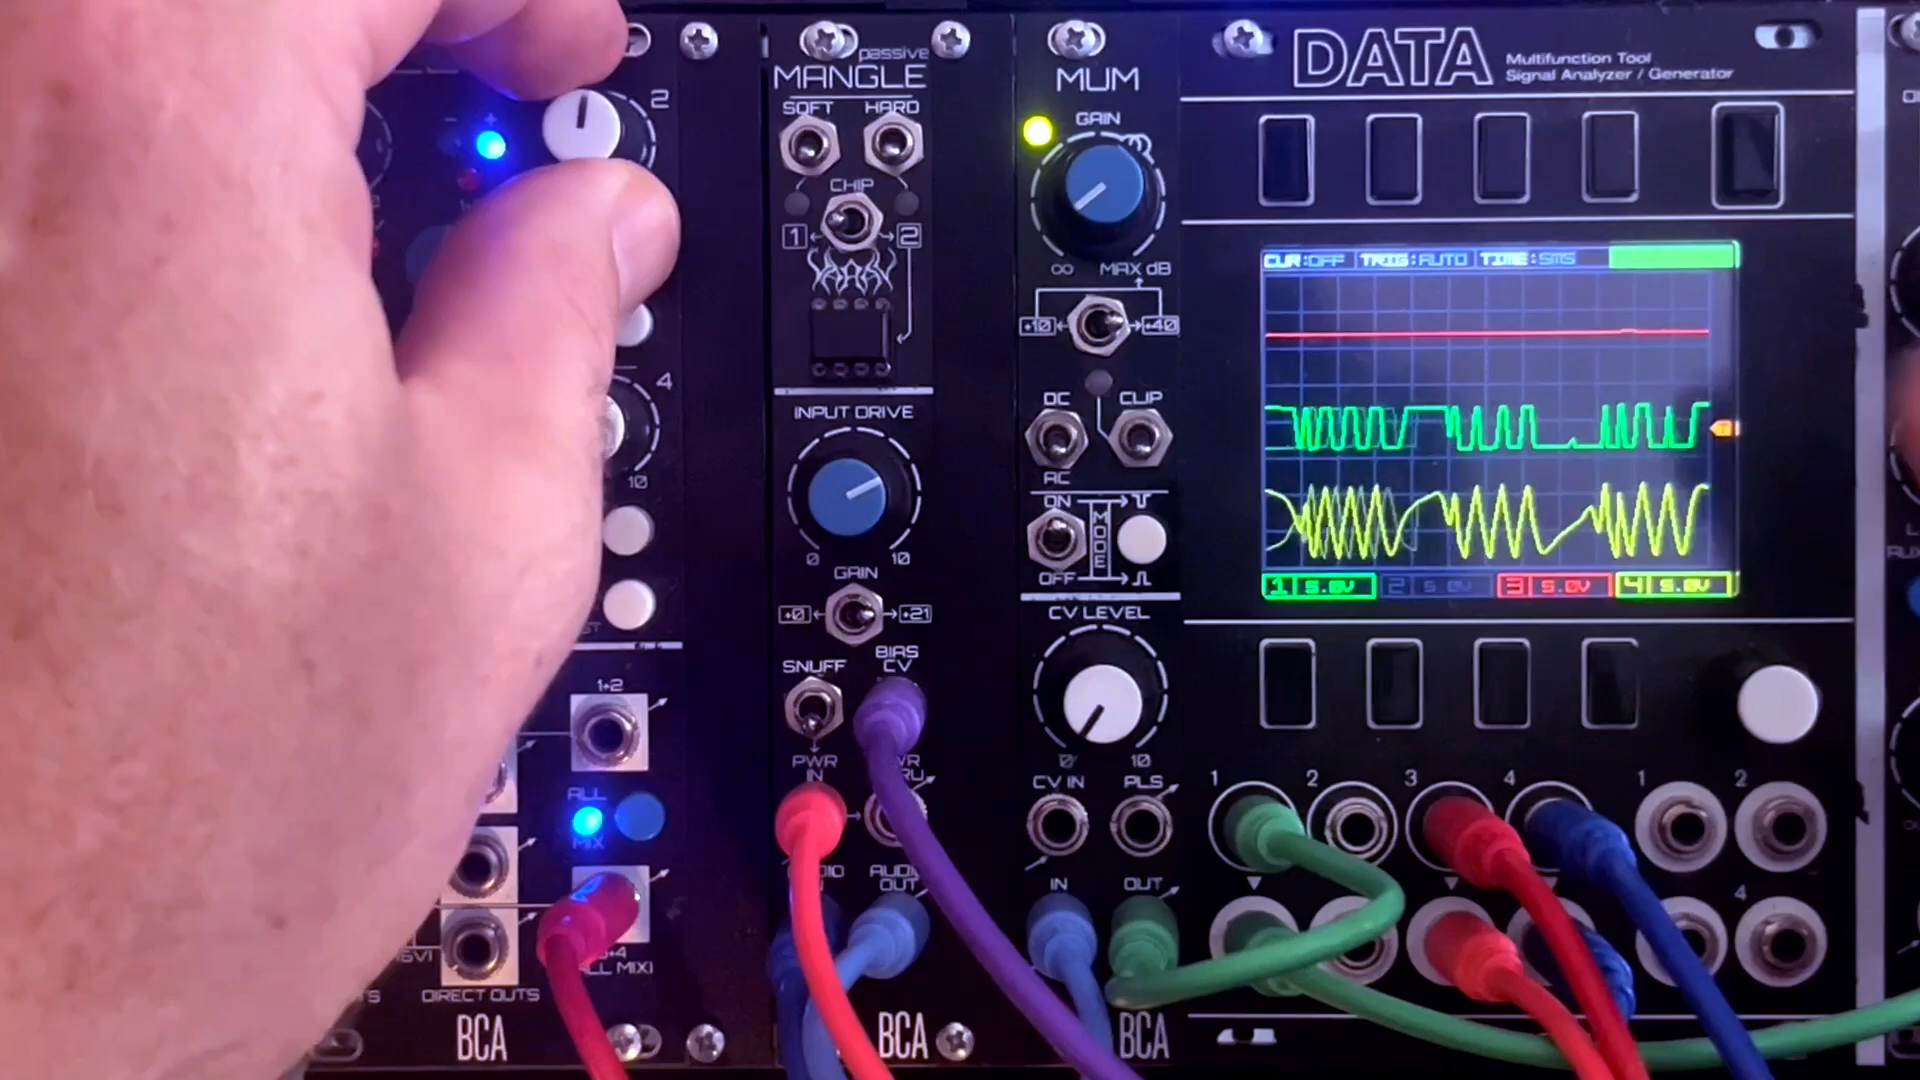 2
4
10
1+2
ALL
MIX
DIRECT OUTS
BCA
passive
MANGLE
SOFT HARD
CHIP
1 2
INPUT DRIVE
0 10
GAIN
+0 +21
SNUFF
BIAS
CV
PWR
IN
AUDIO
OUT
BCA
MUM
GAIN
∞ MAX dB
+10 +40
DC CLIP
AC
ON
MODE
OFF
CV LEVEL
0 10
CV IN PLS
IN OUT
BCA
DATA
Multifunction Tool
Signal Analyzer / Generator
CUR:OFF TRIG:AUTO TIME:5MS
1 5.0V 2 5.0V 3 5.0V 4 5.0V
1 2 3 4 1 2
4